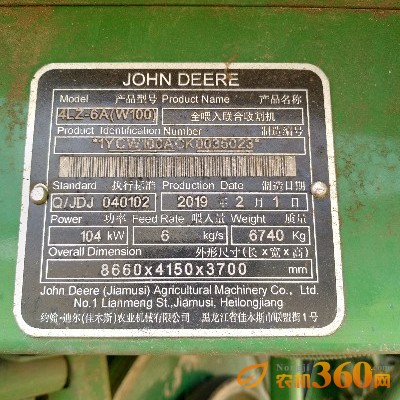 JOHN DEERE
Model 产品型号 Product Name 产品名称
4LZ-6A(W100) 全喂入联合收割机
Product Identification Number 制造编号
*1YCW100ACK0035023*
Standard 执行标准 Production 制造日期
Q/JDJ 040102 2019 年 2 月 1 日
Power 功率 Feed Rate 喂入量 Weight 质量
104 kW 6 kg/s 6740 Kg
Overall Dimension 外形尺寸(长×宽×高)
8660x4150x3700 mm
John Deere (Jiamusi) Agricultural Machinery Co., Ltd.
No.1 Lianmeng St.,Jiamusi, Heilongjiang
约翰·迪尔(佳木斯)农业机械有限公司 黑龙江省佳木斯市联盟街1号
农机360网